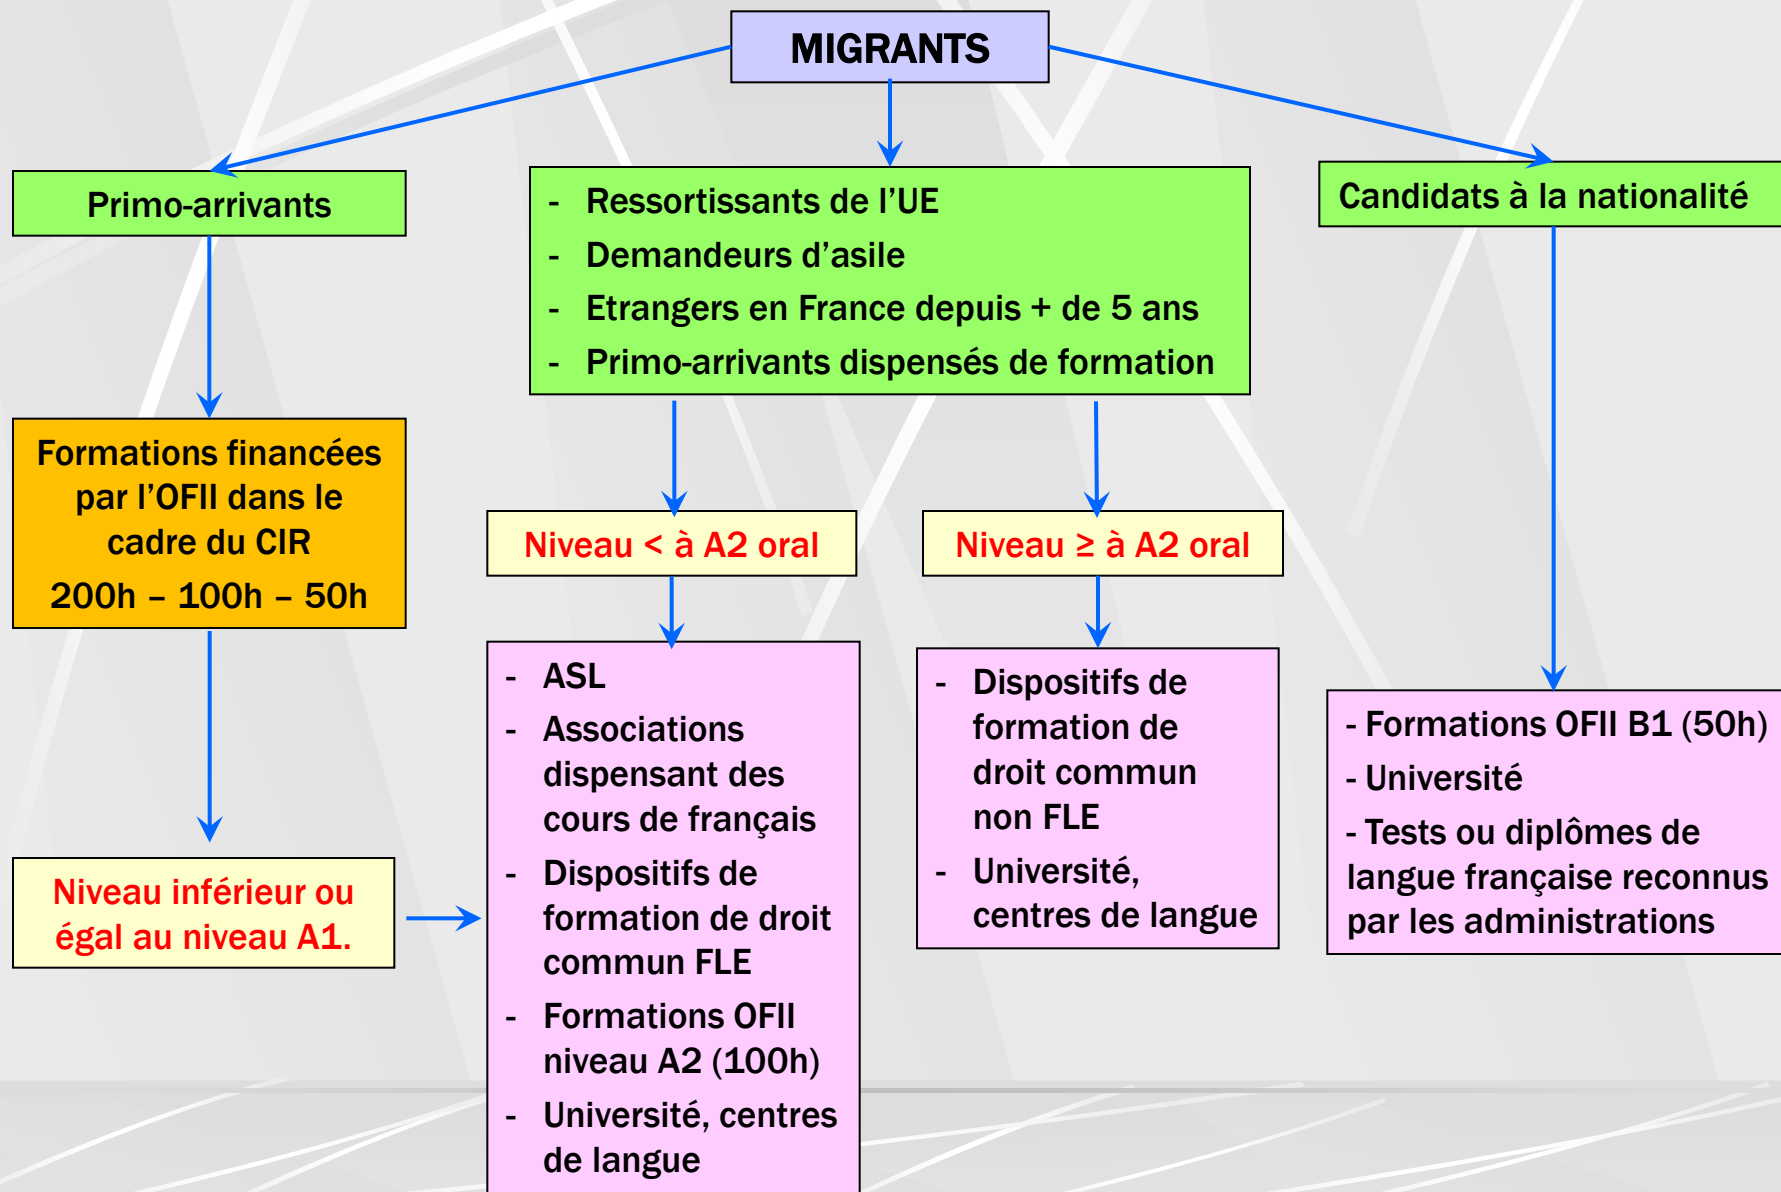 MIGRANTS
Primo-arrivants
- Ressortissants de l’UE
- Demandeurs d’asile
- Etrangers en France depuis + de 5 ans
- Primo-arrivants dispensés de formation
Candidats à la nationalité
Formations financées
par l’OFII dans le
cadre du CIR
200h – 100h – 50h
Niveau < à A2 oral
Niveau ≥ à A2 oral
Niveau inférieur ou
égal au niveau A1.
- ASL
- Associations
dispensant des
cours de français
- Dispositifs de
formation de droit
commun FLE
- Formations OFII
niveau A2 (100h)
- Université, centres
de langue
- Dispositifs de
formation de
droit commun
non FLE
- Université,
centres de langue
- Formations OFII B1 (50h)
- Université
- Tests ou diplômes de
langue française reconnus
par les administrations